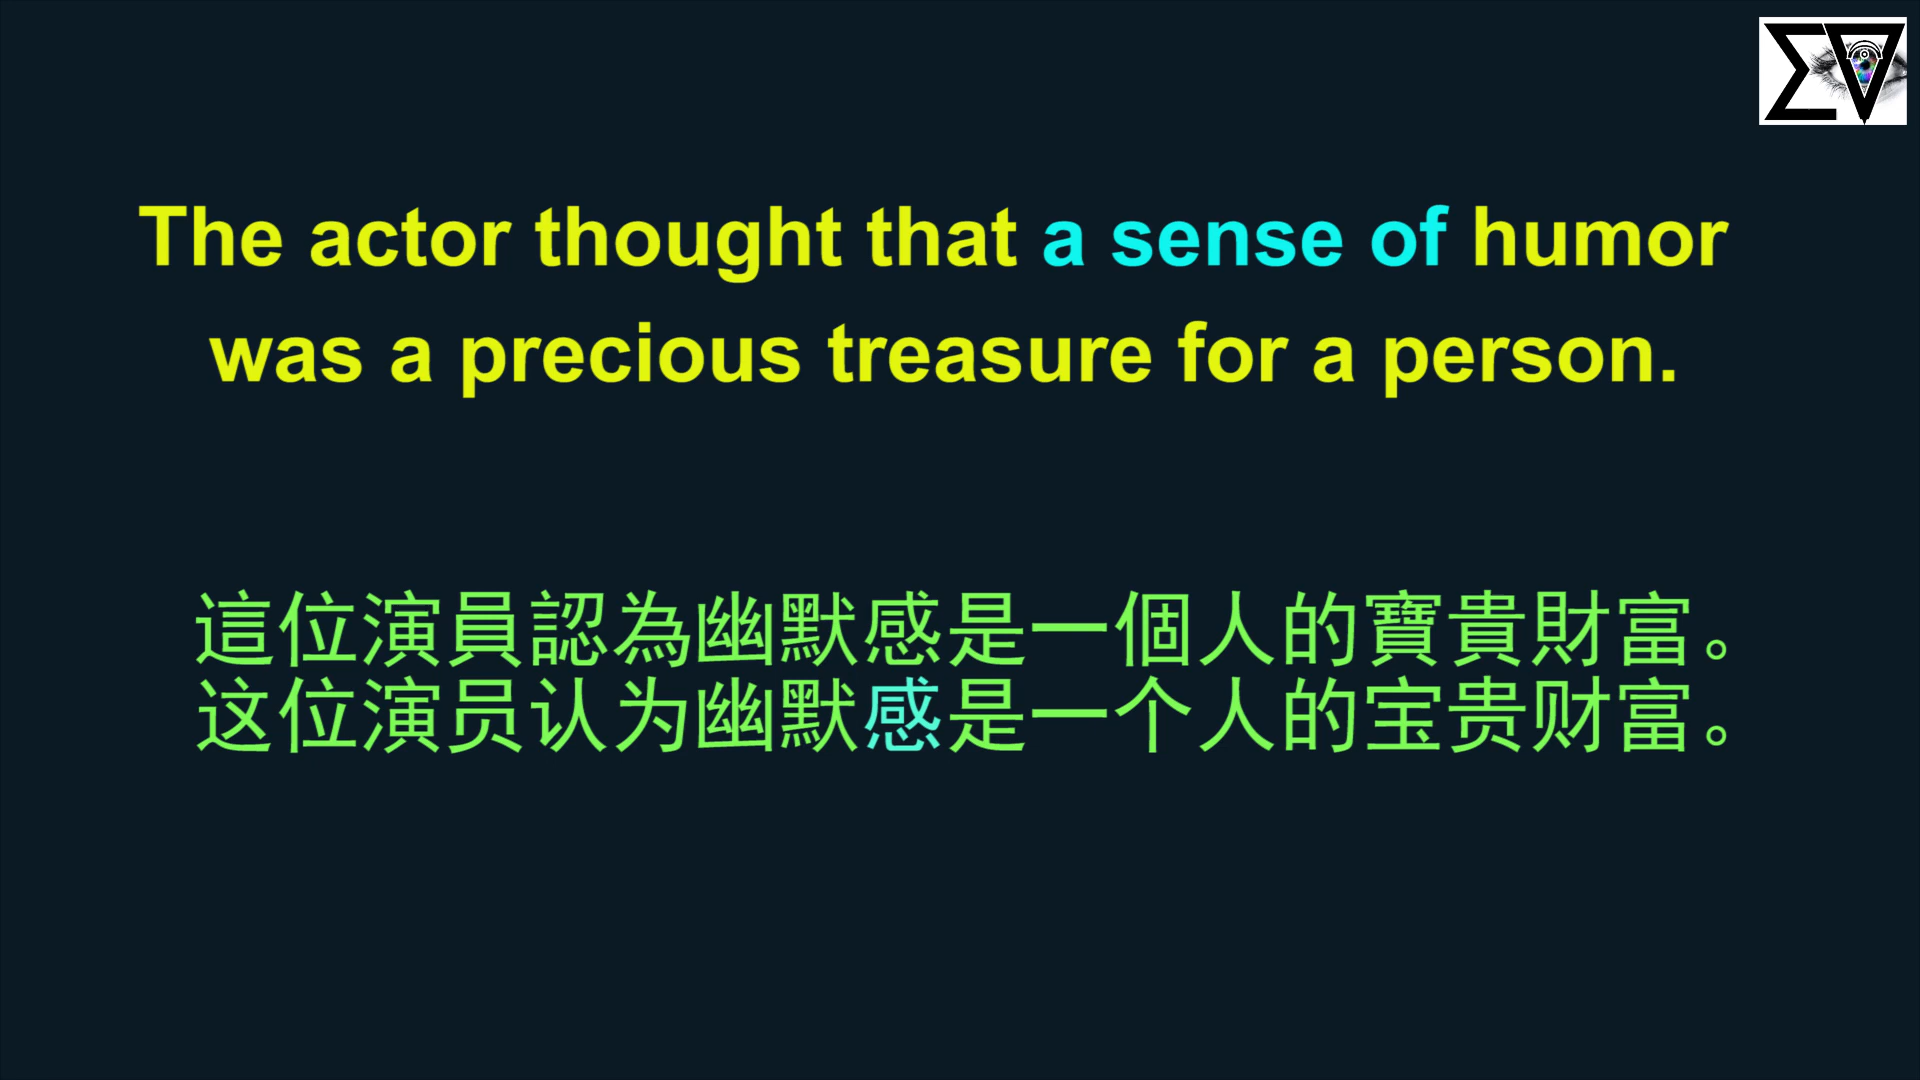 The actor thought that a sense of humor
was a precious treasure for a person.
這位演員認為幽默感是一個人的寶貴財富。
这位演员认为幽默感是一个人的宝贵财富。